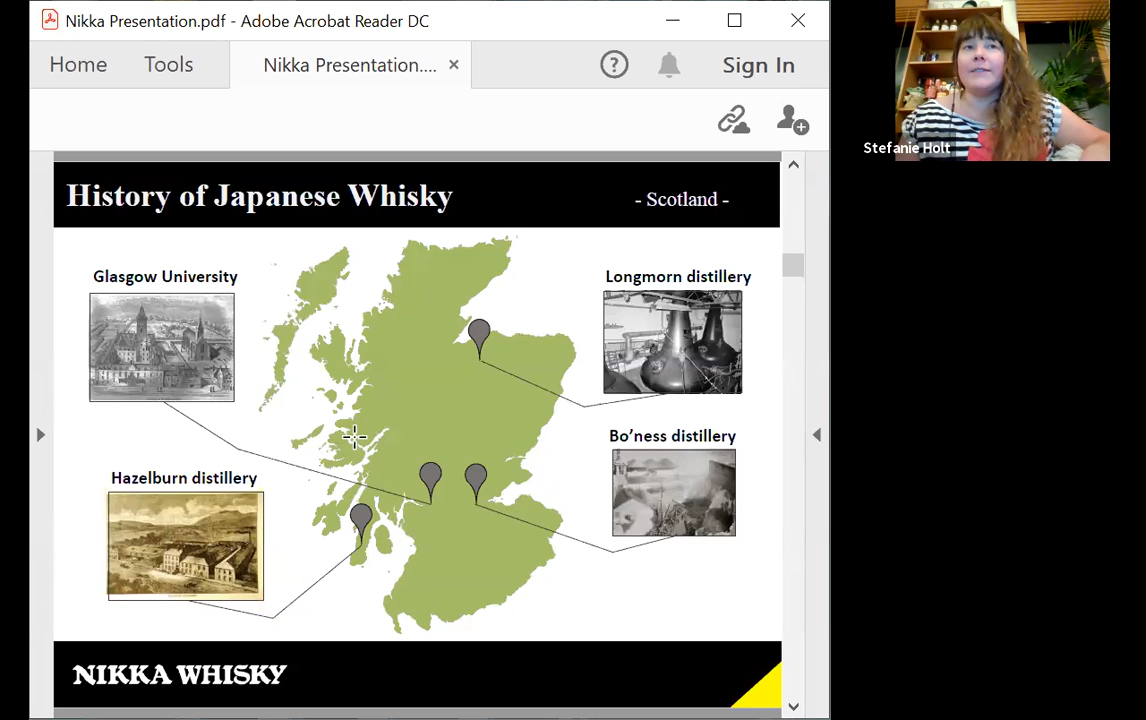 Nikka Presentation.pdf - Adobe Acrobat Reader DC
Home
Tools
Nikka Presentation....
Sign In
Stefanie Holt
History of Japanese Whisky
- Scotland -
Glasgow University
Longmorn distillery
Bo'ness distillery
Hazelburn distillery
NIKKA WHISKY